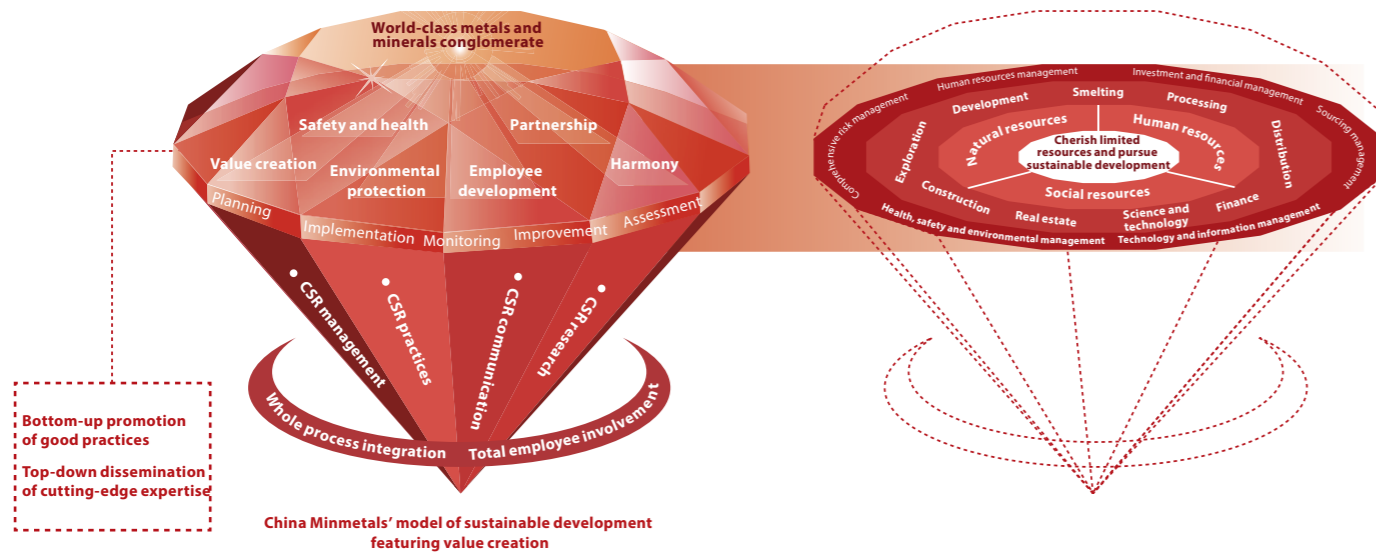 World-class metals and
minerals conglomerate
Safety and health
Partnership
Value creation
Environmental
protection
Employee
development
Harmony
Planning
Implementation
Monitoring
Improvement
Assessment
• CSR management
• CSR practices
• CSR communication
• CSR research
Whole process integration
Total employee involvement
Bottom-up promotion
of good practices
Top-down dissemination
of cutting-edge expertise
China Minmetals’ model of sustainable development
featuring value creation
Comprehensive risk management
Human resources management
Investment and financial management
Sourcing management
Health, safety and environmental management
Technology and information management
Exploration
Development
Smelting
Processing
Distribution
Construction
Real estate
Science and
technology
Finance
Natural resources
Human resources
Social resources
Cherish limited
resources and pursue
sustainable development